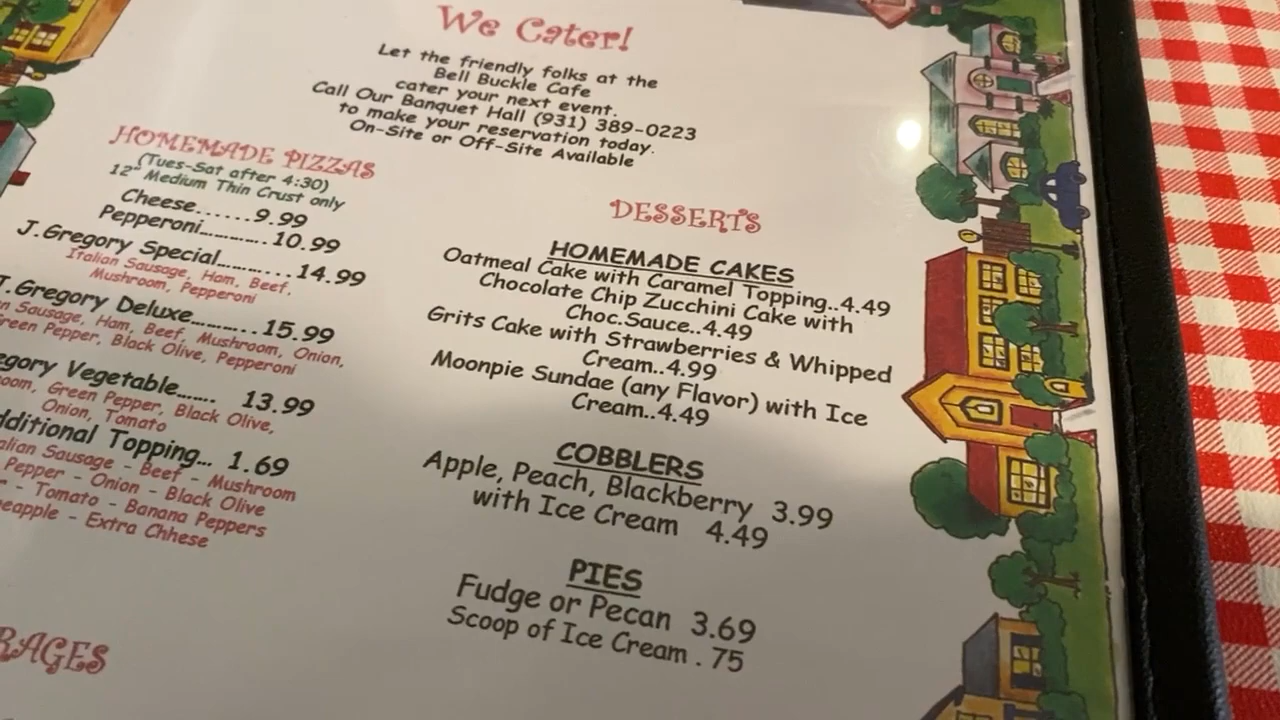 We Cater!
Let the friendly folks at the
Bell Buckle Cafe
cater your next event.
Call Our Banquet Hall (931) 389-0223
to make your reservation today.
On-Site or Off-Site Available
HOMEMADE PIZZAS
(Tues-Sat after 4:30)
12" Medium Thin Crust only
Cheese......9.99
Pepperoni............10.99
J.Gregory Special.............14.99
Italian Sausage, Ham, Beef,
Mushroom, Pepperoni
Deluxe.............15.99
Sausage, Ham, Beef, Mushroom, Onion,
Green Pepper, Black Olive, Pepperoni
Vegetable....... 13.99
Green Pepper, Black Olive,
Onion, Tomato
Topping... 1.69
Sausage - Beef - Mushroom
Pepper - Onion - Black Olive
- Tomato - Banana Peppers
- Extra Chhese
DESSERTS
HOMEMADE CAKES
Oatmeal Cake with Caramel Topping..4.49
Chocolate Chip Zucchini Cake with
Choc.Sauce..4.49
Grits Cake with Strawberries & Whipped
Cream..4.99
Moonpie Sundae (any Flavor) with Ice
Cream..4.49
COBBLERS
Apple, Peach, Blackberry 3.99
with Ice Cream 4.49
PIES
Fudge or Pecan 3.69
Scoop of Ice Cream . 75